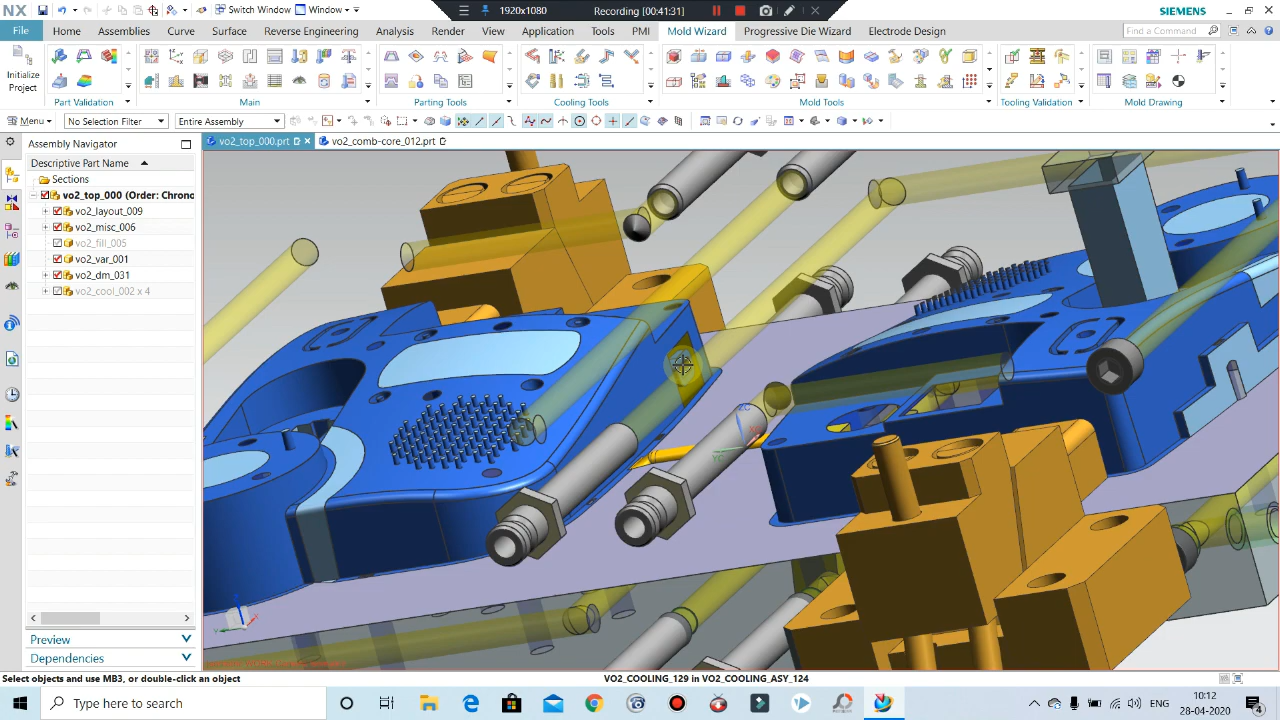 NX
Switch Window
Window
1920x1080
Recording [00:41:31]
SIEMENS
File
Home
Curve
Surface
Analysis
Render
Application
Tools
PMI
Mold Wizard
Progressive Die Wizard
Electrode Design
Find a Command
Initialize
Project
Part Validation
Main
Parting Tools
Cooling Tools
Mold Tools
Tooling Validation
Mold Drawing
Menu
No Selection Filter
Entire Assembly
Assembly Navigator
vo2_top_000.prt
vo2_comb-core_012.prt
Descriptive Part Name
Sections
vo2_top_000 (Order: Chrono
vo2_layout_009
vo2_misc_006
vo2_fill_005
vo2_var_001
vo2_dm_031
vo2_cool_002 x 4
ZC
YC
Preview
Dependencies
Select objects and use MB3, or double-click an object
VO2_COOLING_129 in VO2_COOLING_ASY_124
Type here to search
ENG
10:12
28-04-2020
4